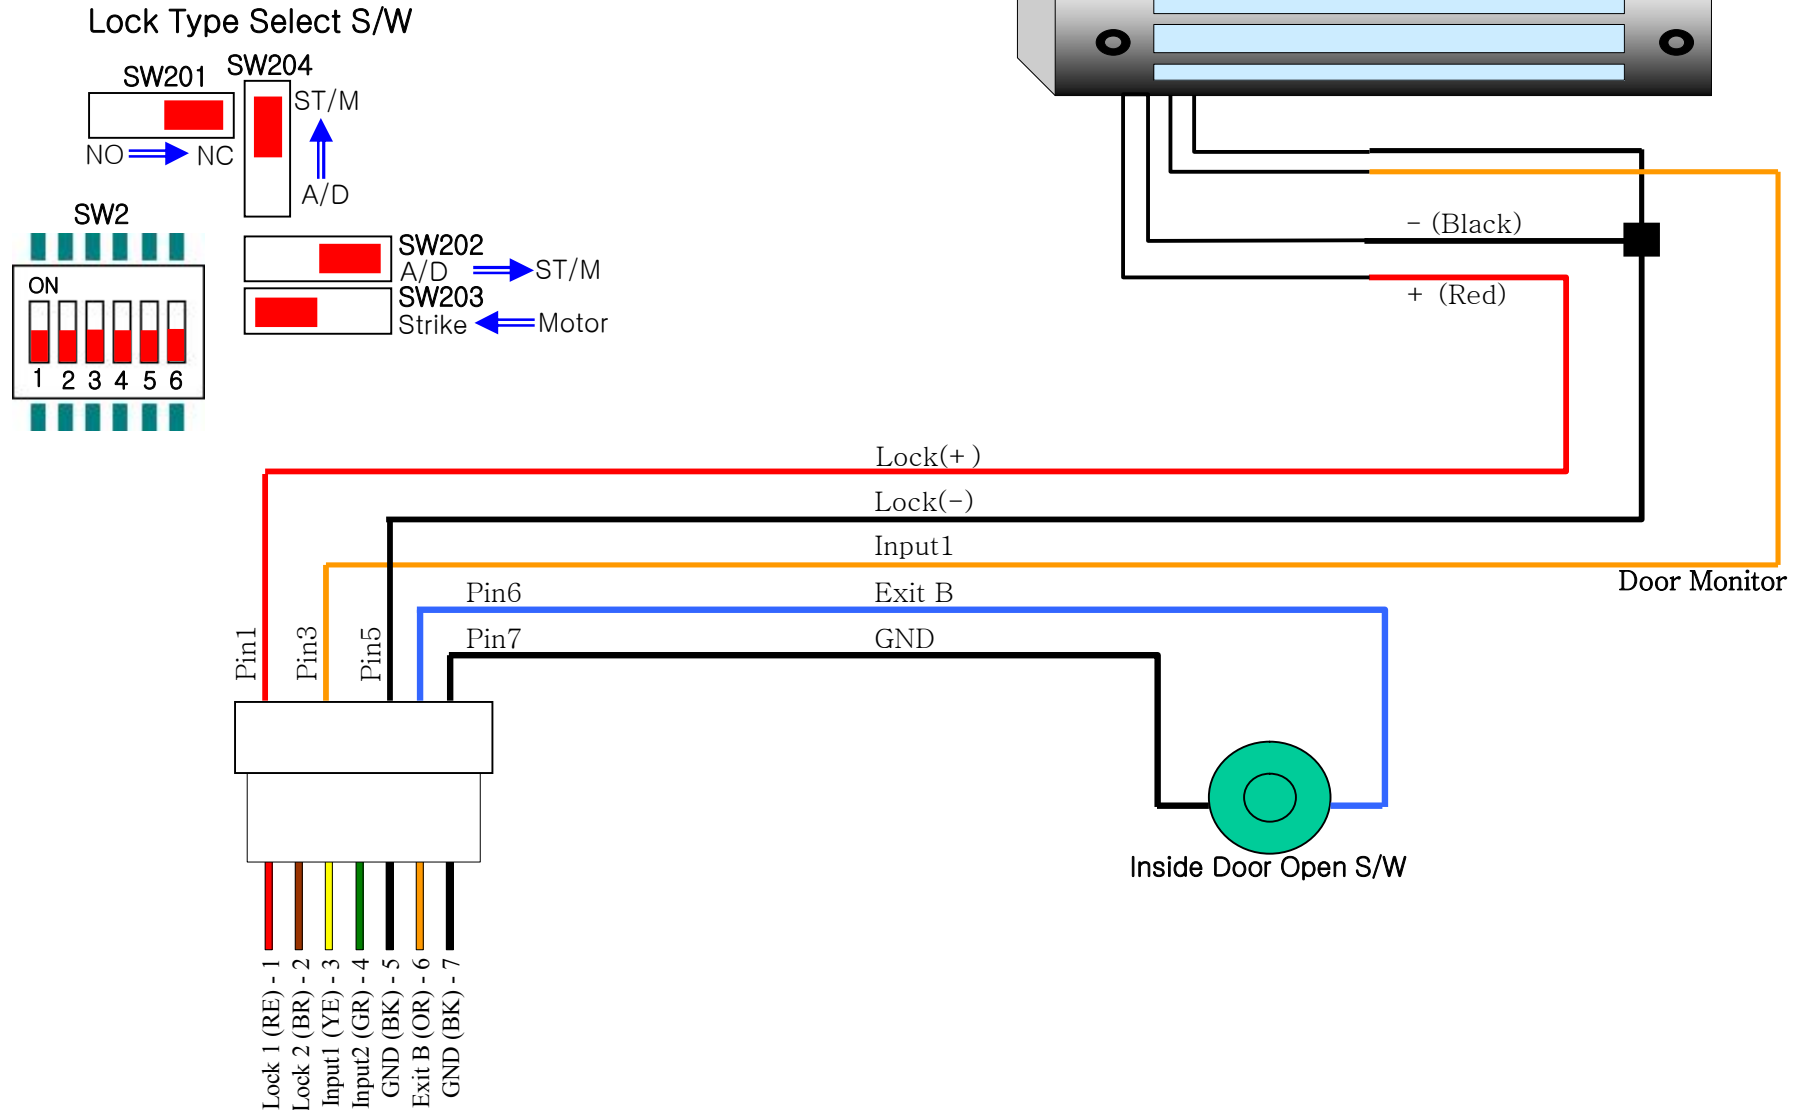 Lock Type Select S/W
SW201
SW204
ST/M
NO
NC
A/D
SW2
ON
1 2 3 4 5 6
SW202
A/D
ST/M
SW203
Strike
Motor
- (Black)
+ (Red)
Lock(+)
Lock(-)
Input1
Door Monitor
Pin6
Exit B
Pin7
GND
Pin1
Pin3
Pin5
Inside Door Open S/W
Lock 1 (RE) - 1
Lock 2 (BR) - 2
Input1 (YE) - 3
Input2 (GR) - 4
GND (BK) - 5
Exit B (OR) - 6
GND (BK) - 7